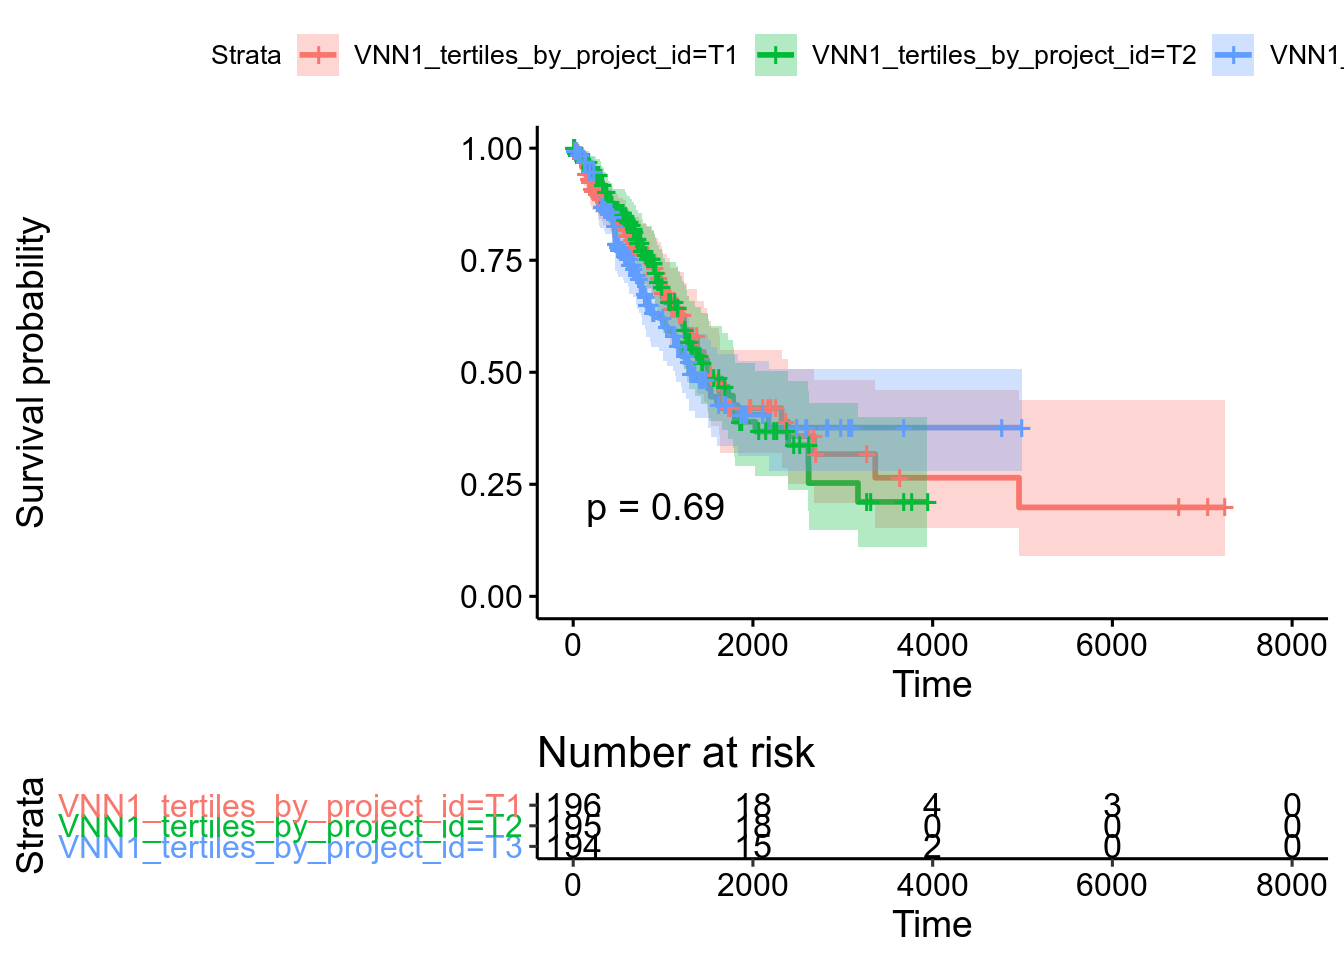 Strata VNN1_tertiles_by_project_id=T1 VNN1_tertiles_by_project_id=T2 VNN1_
Survival probability
1.00
0.75
0.50
0.25
0.00
p = 0.69
0 2000 4000 6000 8000
Time
Number at risk
Strata
VNN1_tertiles_by_project_id=T1 196 18 4 3 0
VNN1_tertiles_by_project_id=T2 195 18 0 0 0
VNN1_tertiles_by_project_id=T3 194 15 2 0 0
0 2000 4000 6000 8000
Time